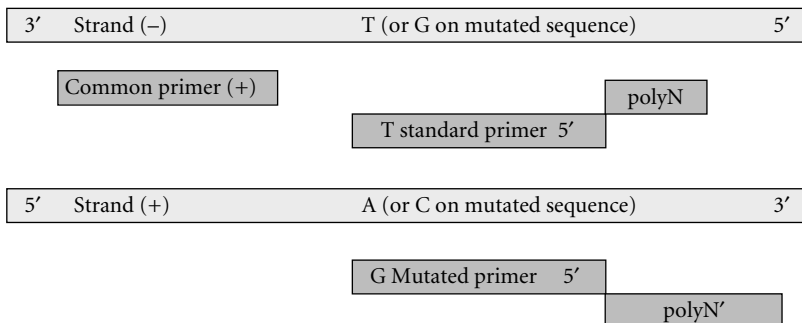 3′ Strand (–) T (or G on mutated sequence) 5′
Common primer (+)
polyN
T standard primer 5′
5′ Strand (+) A (or C on mutated sequence) 3′
G Mutated primer 5′
polyN′